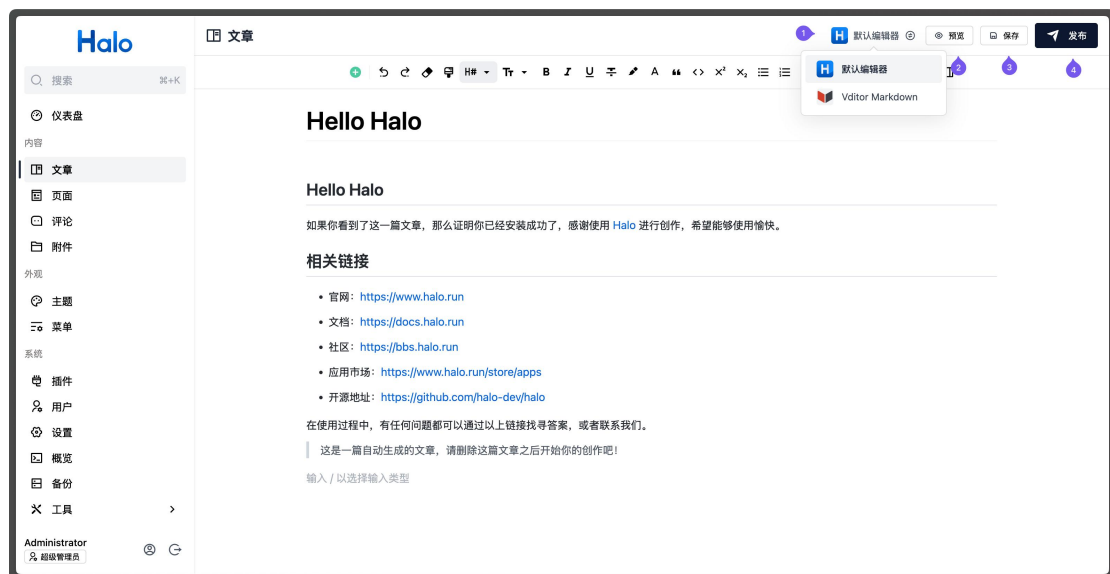 Halo
文章
1
默认编辑器
预览
保存
发布
搜索
⌘+K
H#
Tт
B
I
U
A
X²
X₂
默认编辑器
2
3
4
Vditor Markdown
仪表盘
内容
文章
页面
评论
附件
外观
主题
菜单
系统
插件
用户
设置
概览
备份
工具
Administrator
超级管理员
Hello Halo
Hello Halo
如果你看到了这一篇文章，那么证明你已经安装成功了，感谢使用 Halo 进行创作，希望能够使用愉快。
相关链接
• 官网：https://www.halo.run
• 文档：https://docs.halo.run
• 社区：https://bbs.halo.run
• 应用市场：https://www.halo.run/store/apps
• 开源地址：https://github.com/halo-dev/halo
在使用过程中，有任何问题都可以通过以上链接找寻答案，或者联系我们。
这是一篇自动生成的文章，请删除这篇文章之后开始你的创作吧！
输入 / 以选择输入类型